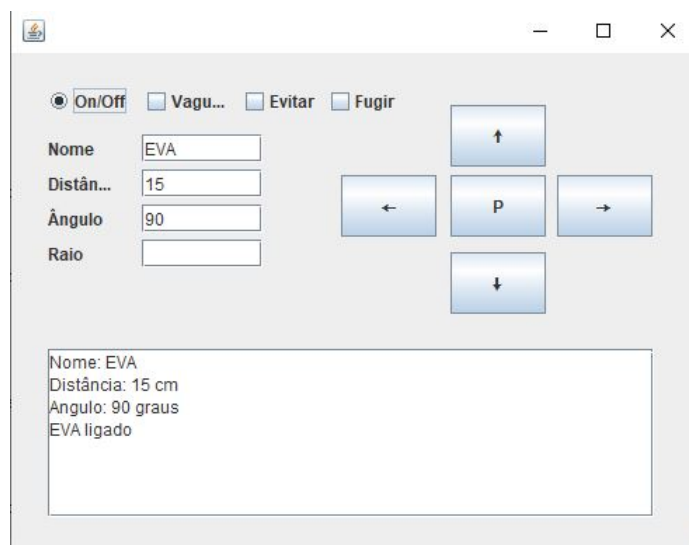 On/Off Vagu... Evitar Fugir
Nome EVA
Distân... 15
Ângulo 90
Raio
↑
← P →
↓
Nome: EVA
Distância: 15 cm
Angulo: 90 graus
EVA ligado